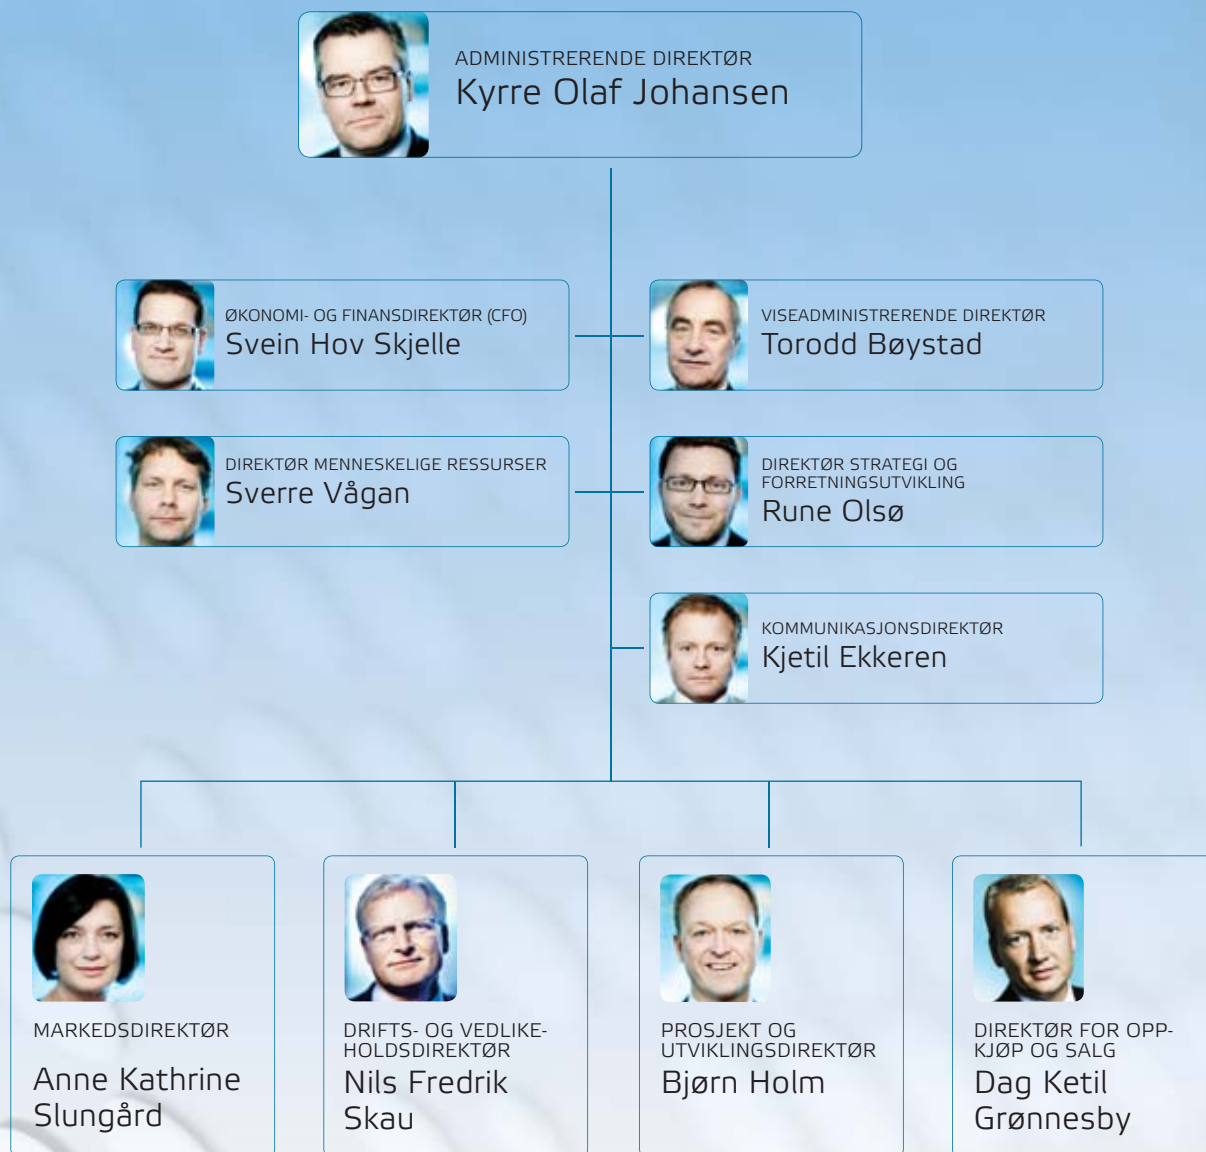 ADMINISTRERENDE DIREKTØR
Kyrre Olaf Johansen
ØKONOMI- OG FINANSDIREKTØR (CFO)
Svein Hov Skjelle
VISEADMINISTRERENDE DIREKTØR
Torodd Bøystad
DIREKTØR MENNESKELIGE RESSURSER
Sverre Vågan
DIREKTØR STRATEGI OG
FORRETNINGSUTVIKLING
Rune Olsø
KOMMUNIKASJONSDIREKTØR
Kjetil Ekkeren
MARKEDSDIREKTØR
Anne Kathrine
Slungård
DRIFTS- OG VEDLIKE-
HOLDSDIREKTØR
Nils Fredrik
Skau
PROSJEKT OG
UTVIKLINGSDIREKTØR
Bjørn Holm
DIREKTØR FOR OPP-
KJØP OG SALG
Dag Ketil
Grønnesby